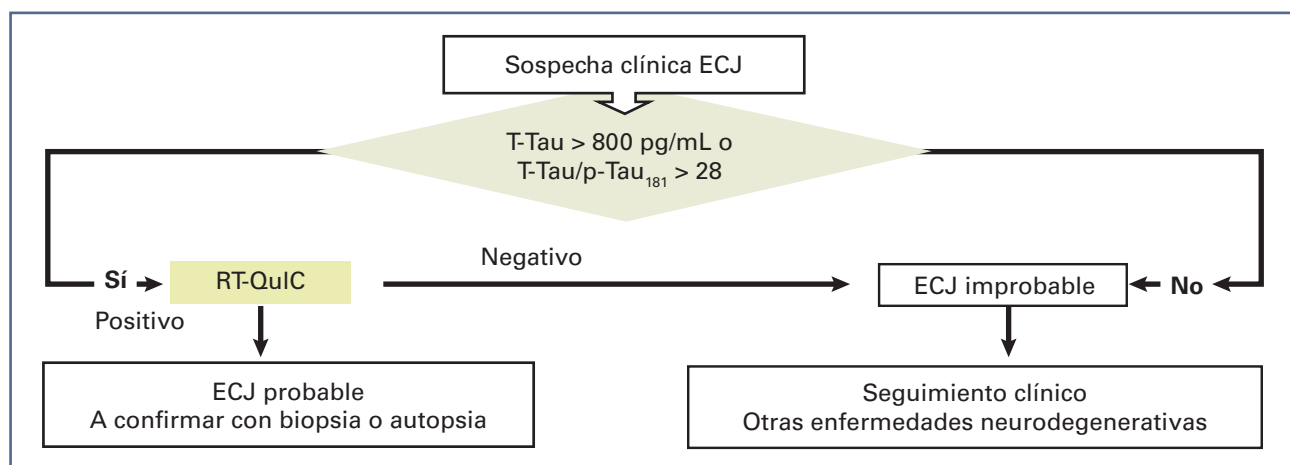 Sospecha clínica ECJ
T-Tau > 800 pg/mL o
T-Tau/p-Tau₁₈₁ > 28
Negativo
Sí
RT-QuIC
ECJ improbable
No
Positivo
ECJ probable
A confirmar con biopsia o autopsia
Seguimiento clínico
Otras enfermedades neurodegenerativas